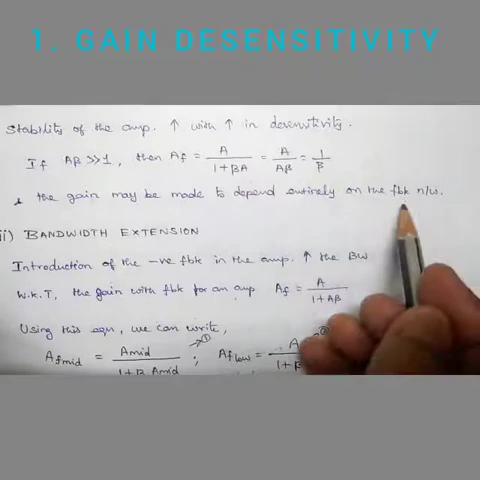 1. GAIN DESENSITIVITY
Stability of the amp. ↑ with ↑ in desensitivity.
If Aβ >> 1, then Af = A / 1 + βA = A / Aβ = 1 / β
the gain may be made to depend entirely on the fbk n/w.
ii) BANDWIDTH EXTENSION
Introduction of the -ve fbk in the amp. ↑ the BW
W.K.T, the gain with fbk for an amp Af = A / 1 + Aβ
Using this eqn, we can write,
Afmid = Amid / 1 + β Amid → ① ; Aflow = A / 1 + β